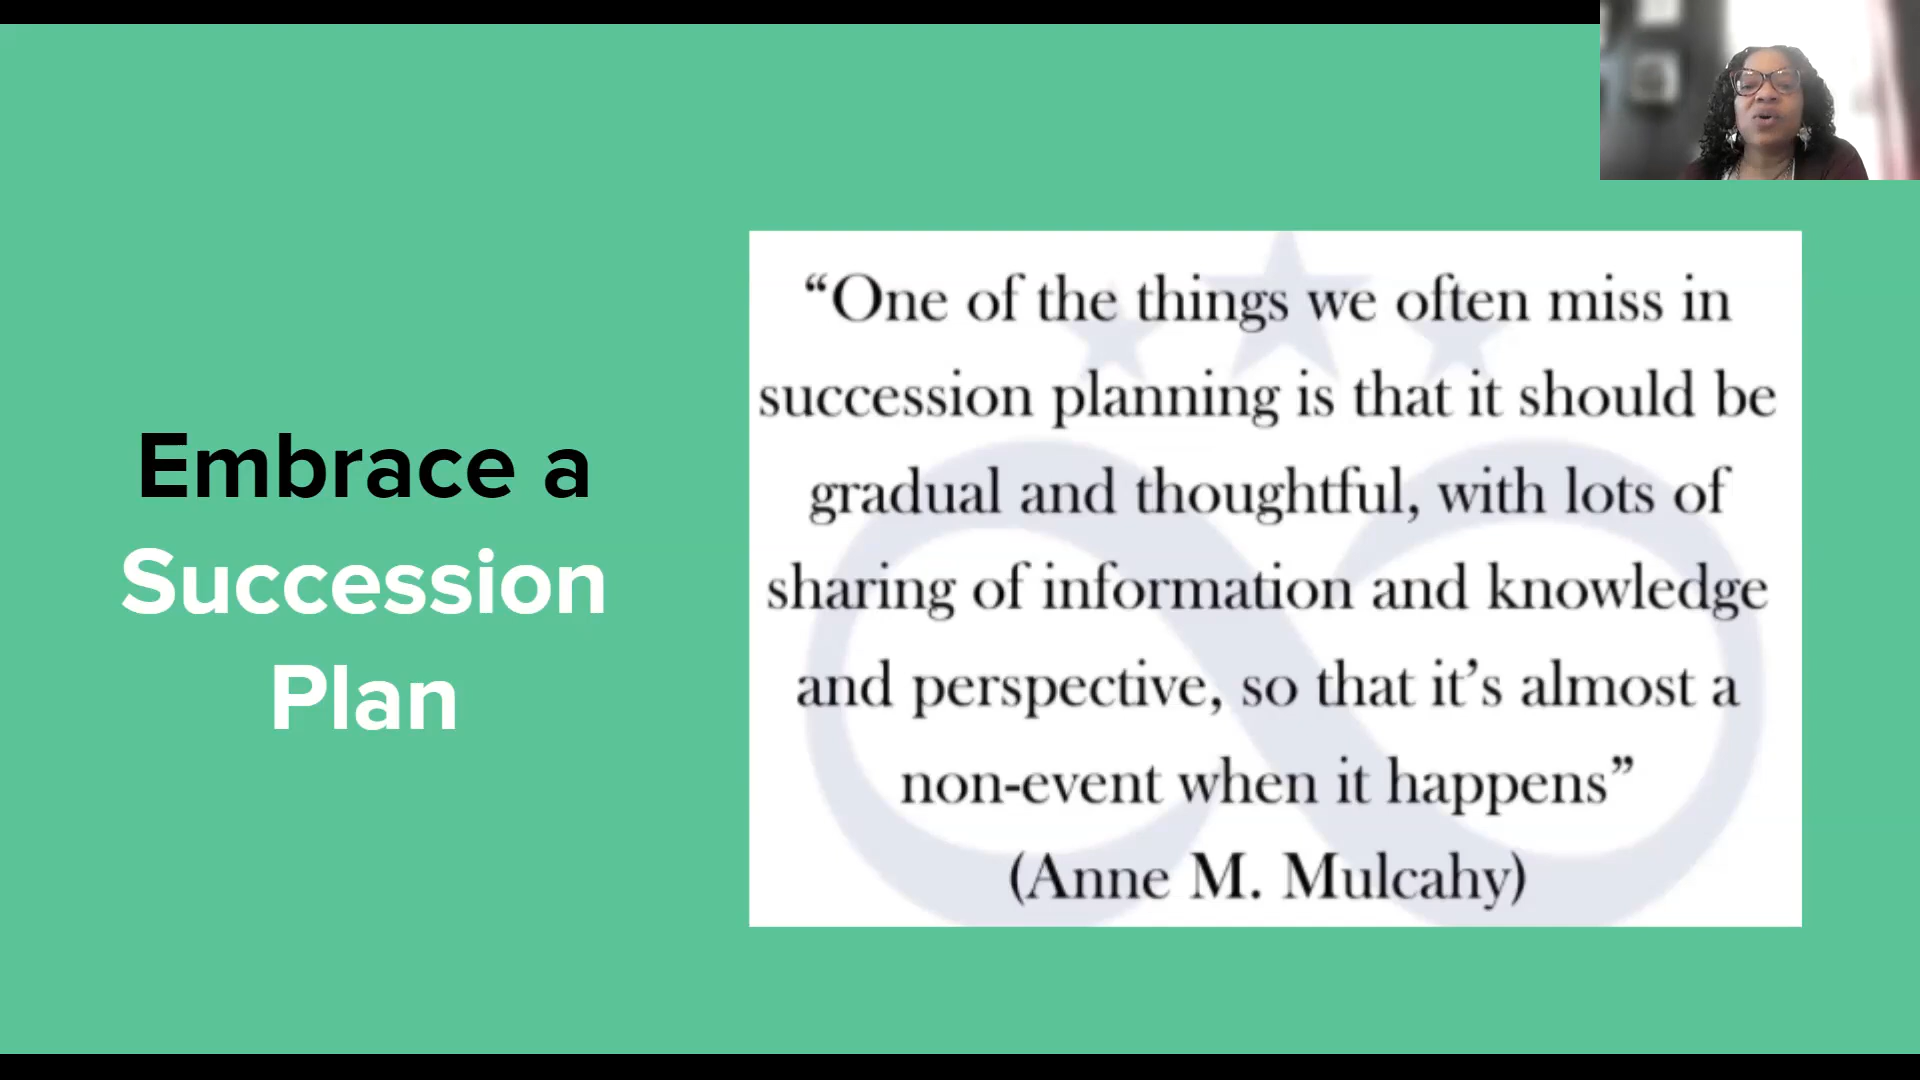 Embrace a
Succession
Plan
“One of the things we often miss in
succession planning is that it should be
gradual and thoughtful, with lots of
sharing of information and knowledge
and perspective, so that it’s almost a
non-event when it happens”
(Anne M. Mulcahy)